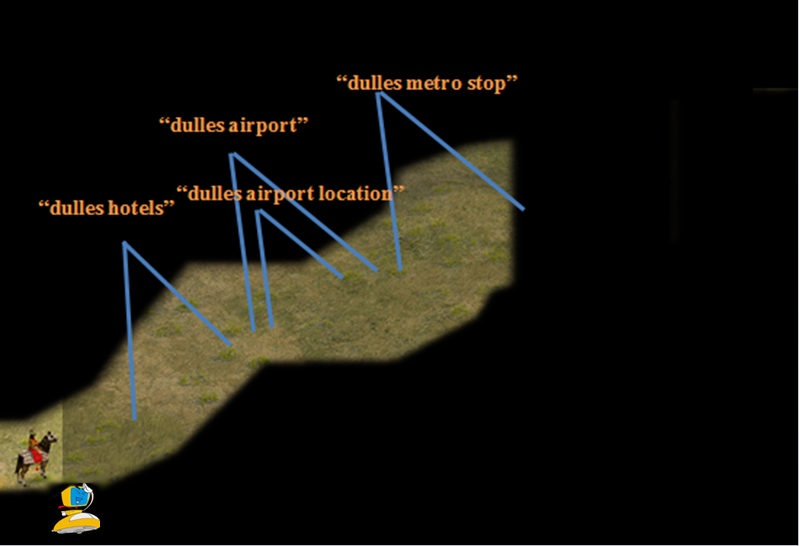 “dulles metro stop”
“dulles airport”
“dulles airport location”
“dulles hotels”